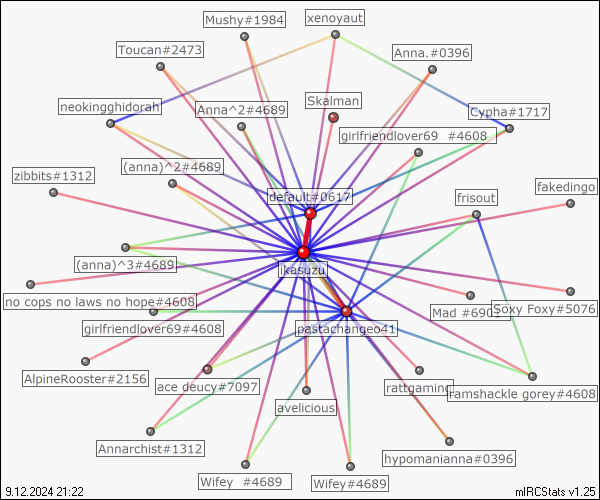 Mushy#1984
xenoyaut
Toucan#2473
Anna.#0396
neokingghidorah
Anna^2#4689
Skalman
Cypha#1717
girlfriendlover69 #4608
zibbits#1312
(anna)^2#4689
default#0617
frisout
fakedingo
(anna)^3#4689
ikasuzu
no cops no laws no hope#4608
Mad
Soxy Foxy#5076
girlfriendlover69#4608
pastachangeo41
AlpineRooster#2156
ace deucy#7097
rattgaming
ramshackle gorey#4608
avelicious
Annarchist#1312
hypomanianna#0396
Wifey #4689
Wifey#4689
9.12.2024 21:22
mIRCStats v1.25